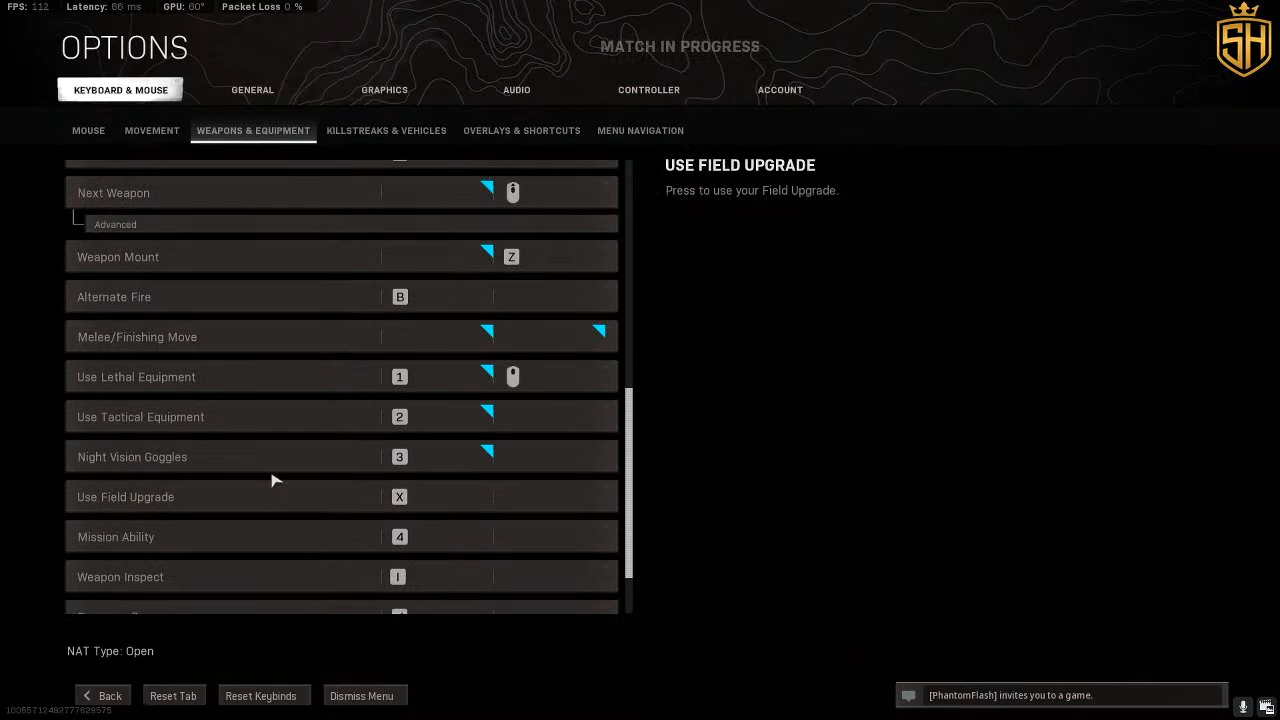 FPS: 112 Latency: 66 ms GPU: 60° Packet Loss 0 %
OPTIONS
MATCH IN PROGRESS
SH
KEYBOARD & MOUSE GENERAL GRAPHICS AUDIO CONTROLLER ACCOUNT
MOUSE MOVEMENT WEAPONS & EQUIPMENT KILLSTREAKS & VEHICLES OVERLAYS & SHORTCUTS MENU NAVIGATION
USE FIELD UPGRADE
Press to use your Field Upgrade.
Next Weapon
Advanced
Weapon Mount Z
Alternate Fire B
Melee/Finishing Move
Use Lethal Equipment 1
Use Tactical Equipment 2
Night Vision Goggles 3
Use Field Upgrade X
Mission Ability 4
Weapon Inspect I
NAT Type: Open
Back Reset Tab Reset Keybinds Dismiss Menu
[PhantomFlash] invites you to a game.
10055712492777629575